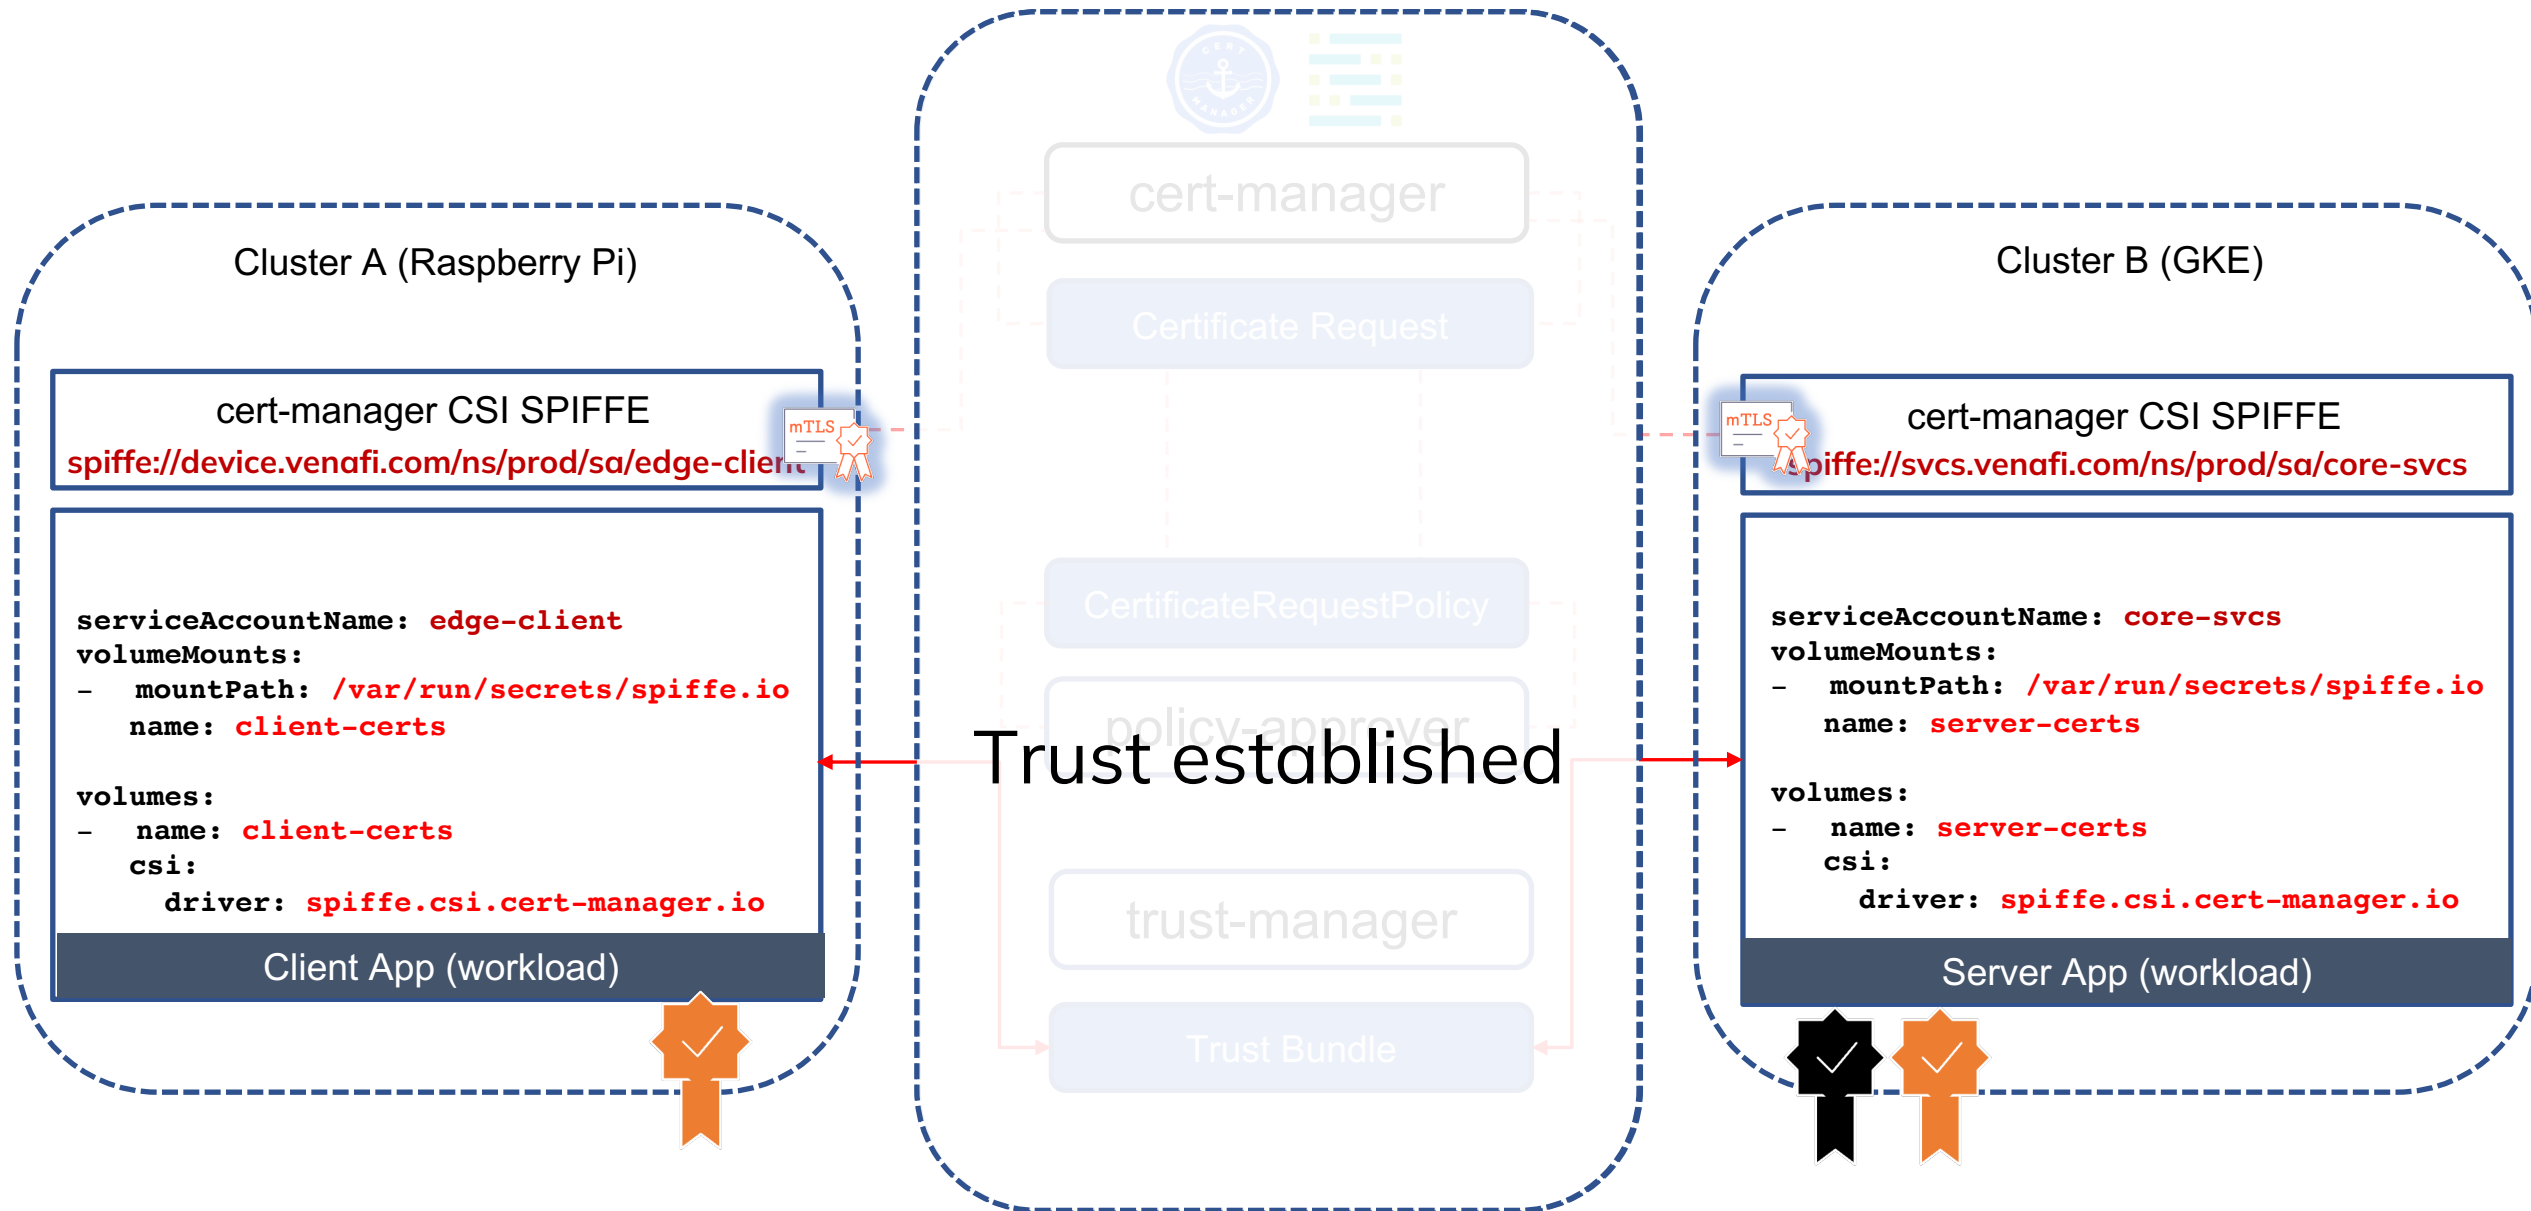 CERT
MANAGER
cert-manager
Certificate Request
CertificateRequestPolicy
policy-approver
Trust established
trust-manager
Trust Bundle
Cluster A (Raspberry Pi)
cert-manager CSI SPIFFE
spiffe://device.venafi.com/ns/prod/sa/edge-client
mTLS
serviceAccountName: edge-client
volumeMounts:
- mountPath: /var/run/secrets/spiffe.io
name: client-certs
volumes:
- name: client-certs
csi:
driver: spiffe.csi.cert-manager.io
Client App (workload)
Cluster B (GKE)
mTLS
cert-manager CSI SPIFFE
spiffe://svcs.venafi.com/ns/prod/sa/core-svcs
serviceAccountName: core-svcs
volumeMounts:
- mountPath: /var/run/secrets/spiffe.io
name: server-certs
volumes:
- name: server-certs
csi:
driver: spiffe.csi.cert-manager.io
Server App (workload)